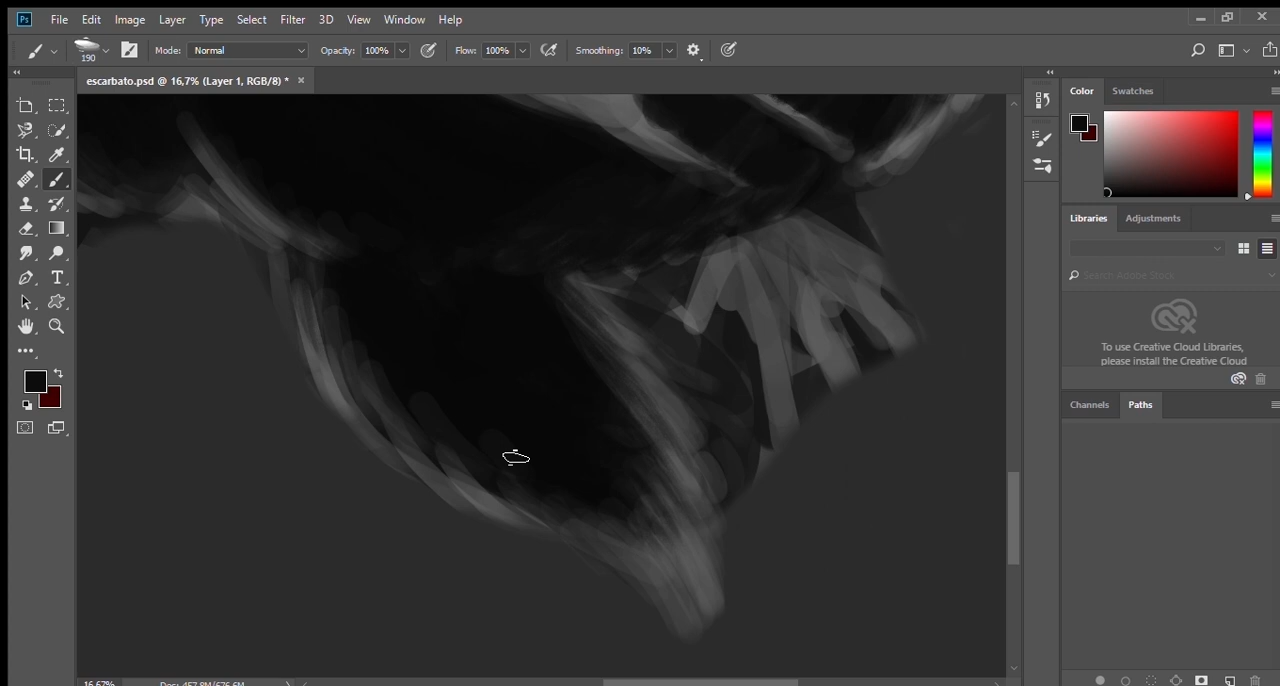 Ps File Edit Image Layer Type Select Filter 3D View Window Help
190 Mode: Normal Opacity: 100% Flow: 100% Smoothing: 10%
escarbato.psd @ 16,7% (Layer 1, RGB/8) * ×
Color Swatches
Libraries Adjustments
Search Adobe Stock
To use Creative Cloud Libraries,
please install the Creative Cloud
Channels Paths
16,67% Doc: 457,8M/676,6M